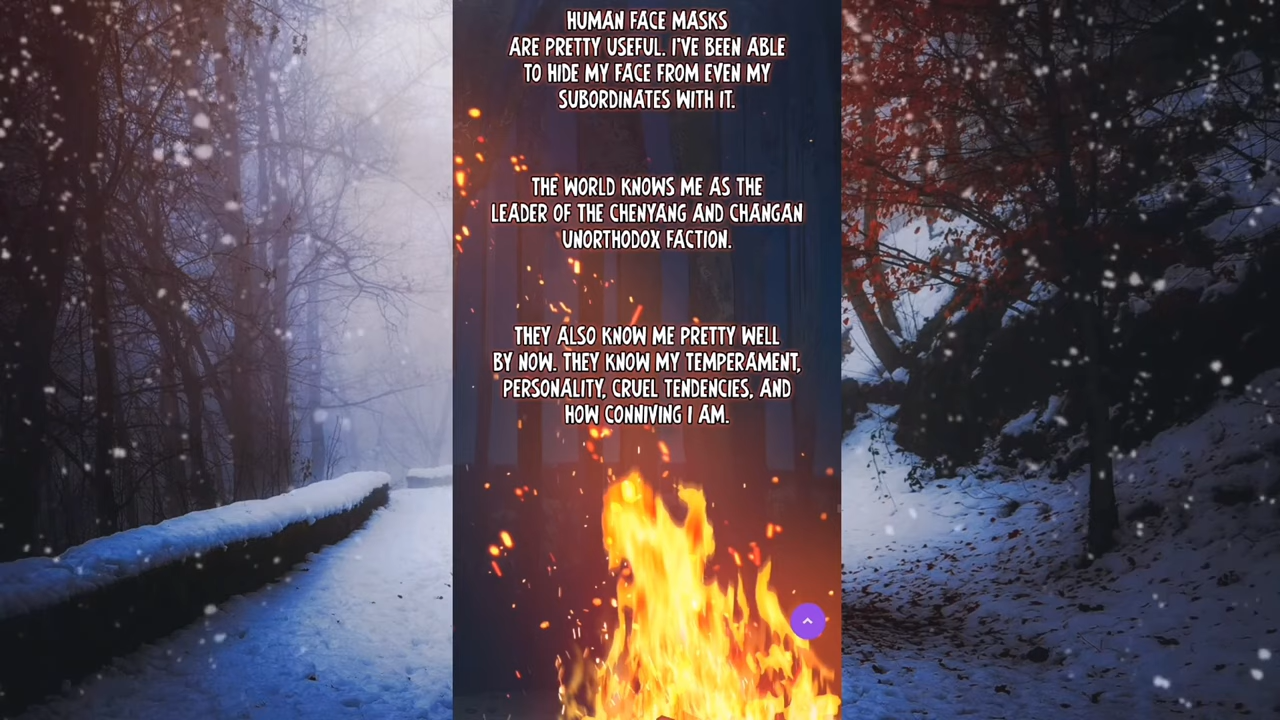 HUMAN FACE MASKS
ARE PRETTY USEFUL. I'VE BEEN ABLE
TO HIDE MY FACE FROM EVEN MY
SUBORDINATES WITH IT.
THE WORLD KNOWS ME AS THE
LEADER OF THE CHENYANG AND CHANGAN
UNORTHODOX FACTION.
THEY ALSO KNOW ME PRETTY WELL
BY NOW. THEY KNOW MY TEMPERAMENT,
PERSONALITY, CRUEL TENDENCIES, AND
HOW CONNIVING I AM.